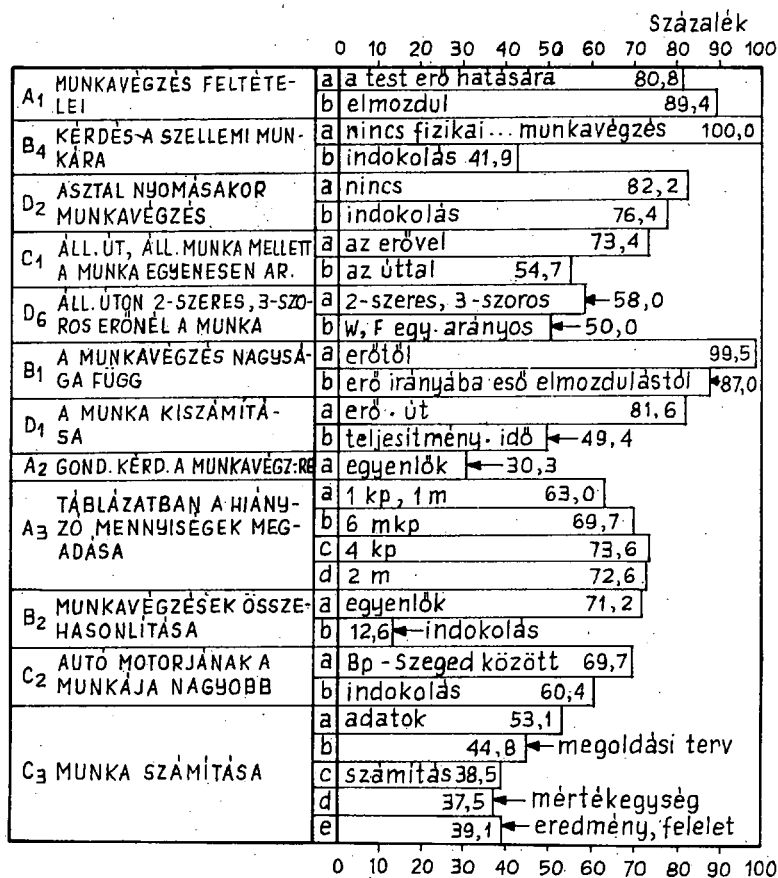 Százalék
0 10 20 30 40 50 60 70 80 90 100
A1 MUNKAVÉGZÉS FELTÉTE-
LEI
a a test erő hatására 80,8
b elmozdul 89,4
B4 KÉRDÉS A SZELLEMI MUN-
KÁRA
a nincs fizikai... munkavégzés 100,0
b indokolás 41,9
D2 ASZTAL NYOMÁSAKOR
MUNKAVÉGZÉS
a nincs 82,2
b indokolás 76,4
C1 ÁLL. ÚT, ÁLL. MUNKA MELLETT
A MUNKA EGYENESEN AR.
a az erővel 73,4
b az úttal 54,7
D6 ÁLL. ÚTON 2-SZERES, 3-SZO-
ROS ERŐNÉL A MUNKA
a 2-szeres, 3-szoros 58,0
b W, F egy. arányos 50,0
B1 A MUNKAVÉGZÉS NAGYSÁ-
GA FÜGG
a erőtől 99,5
b erő irányába eső elmozdulástól 87,0
D1 A MUNKA KISZÁMÍTÁ-
SA
a erő . út 81,6
b teljesítmény . idő 49,4
A2 GOND. KÉRD. A MUNKAVÉGZ:RE
a egyenlők 30,3
A3 TÁBLÁZATBAN A HIÁNY-
ZÓ MENNYISÉGEK MEG-
ADÁSA
a 1 kp, 1 m 63,0
b 6 mkp 69,7
c 4 kp 73,6
d 2 m 72,6
B2 MUNKAVÉGZÉSEK ÖSSZE-
HASONLÍTÁSA
a egyenlők 71,2
b 12,6 indokolás
C2 AUTÓ MOTORJÁNAK A
MUNKÁJA NAGYOBB
a Bp - Szeged között 69,7
b indokolás 60,4
C3 MUNKA SZÁMÍTÁSA
a adatok 53,1
b 44,8 megoldási terv
c számítás 38,5
d 37,5 mértékegység
e 39,1 eredmény, felelet
0 10 20 30 40 50 60 70 80 90 100